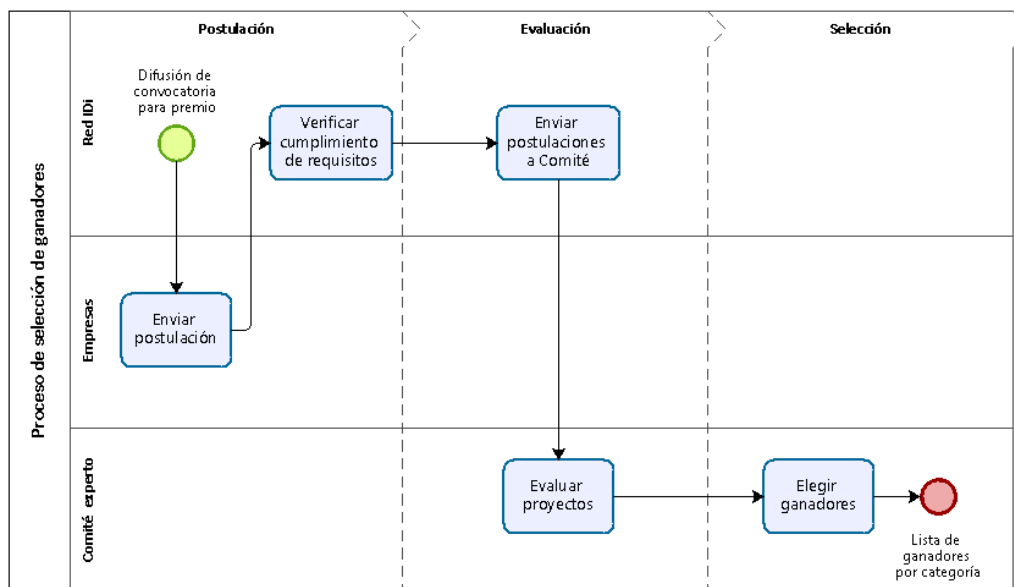 Proceso de selección de ganadores
Postulación
Evaluación
Selección
Red IDi
Difusión de
convocatoria
para premio
Verificar
cumplimiento
de requisitos
Enviar
postulaciones
a Comité
Empresas
Enviar
postulación
Comité experto
Evaluar
proyectos
Elegir
ganadores
Lista de
ganadores
por categoría